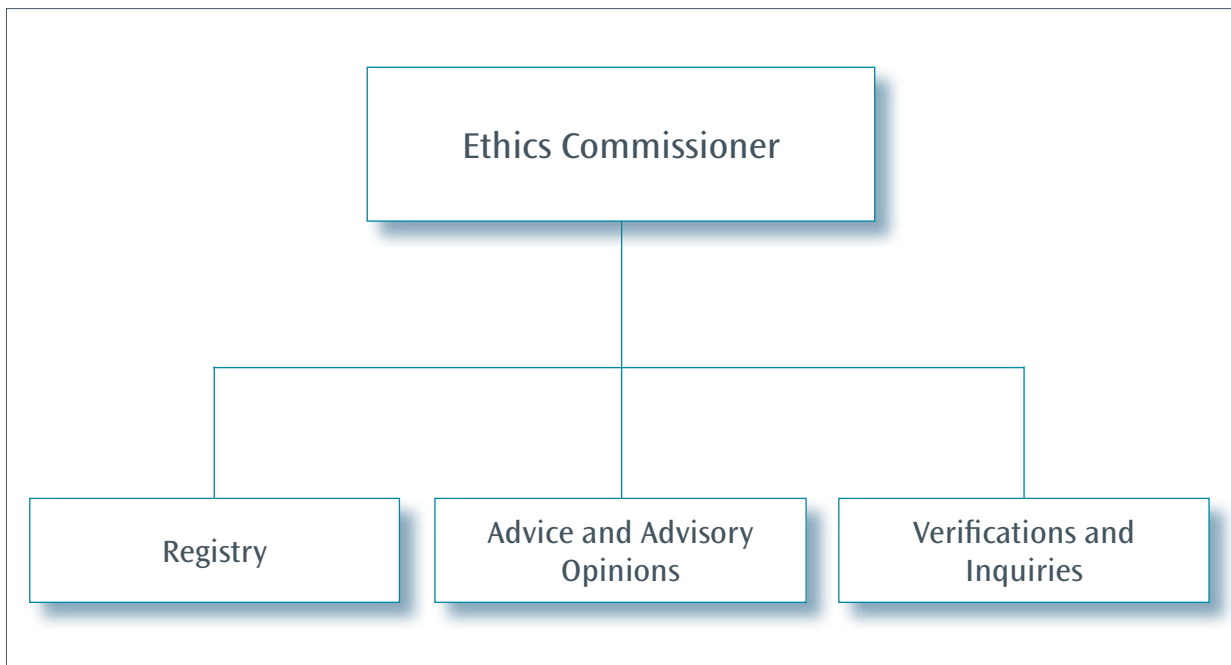 Ethics Commissioner
Registry
Advice and Advisory
Opinions
Verifications and
Inquiries